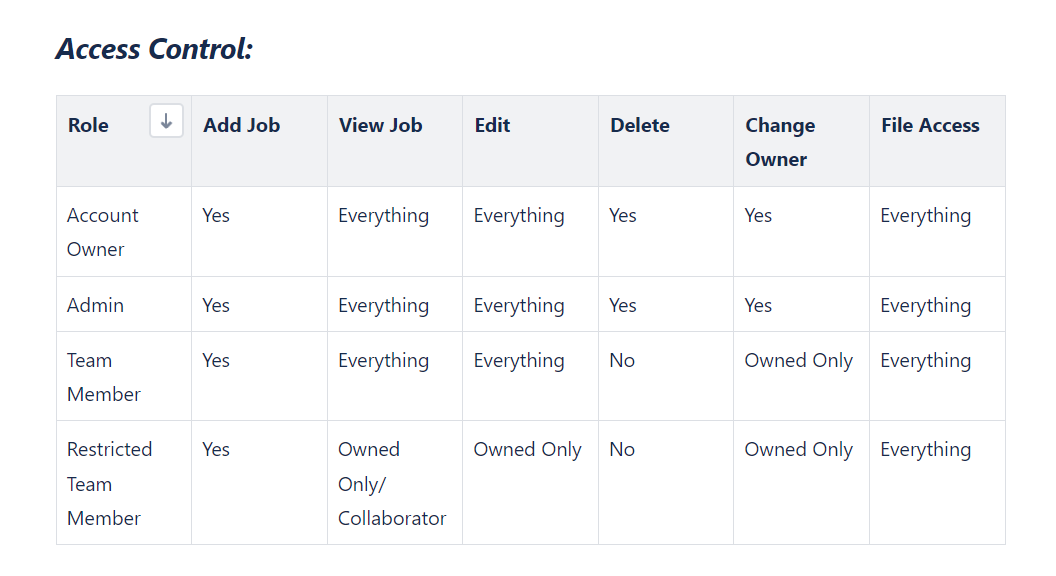 Access Control:
Role Add Job View Job Edit Delete Change File Access
Owner
Account Yes Everything Everything Yes Yes Everything
Owner
Admin Yes Everything Everything Yes Yes Everything
Team Yes Everything Everything No Owned Only Everything
Member
Restricted Yes Owned Owned Only No Owned Only Everything
Team Only/
Member Collaborator